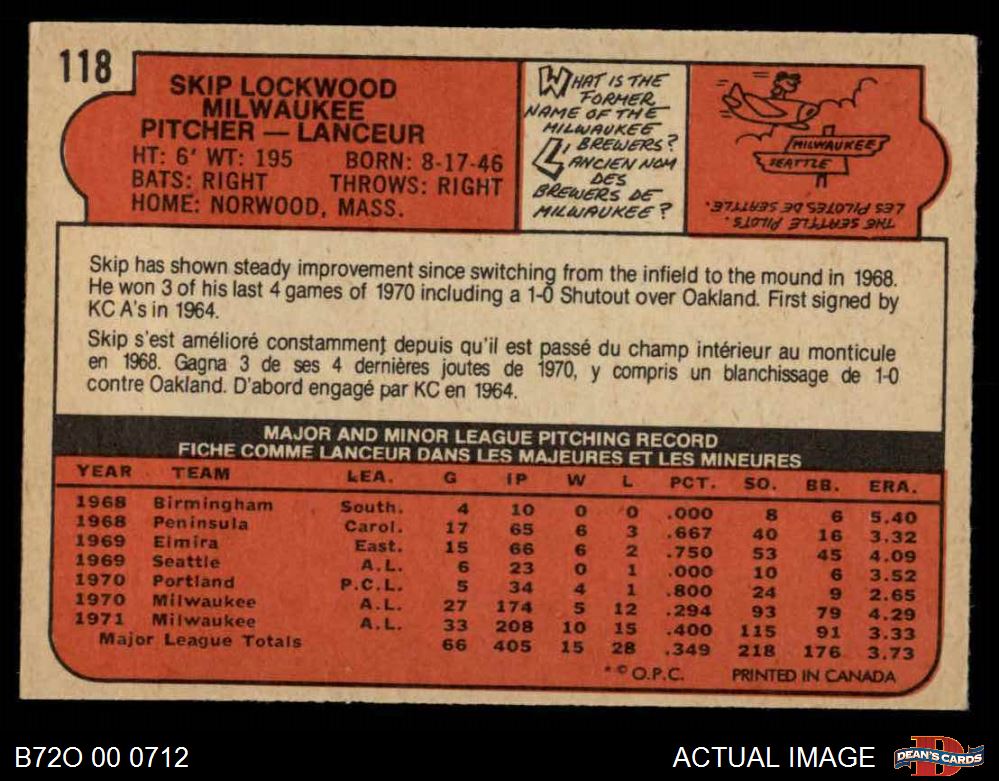 118
SKIP LOCKWOOD
MILWAUKEE
PITCHER — LANCEUR
HT: 6' WT: 195 BORN: 8-17-46
BATS: RIGHT THROWS: RIGHT
HOME: NORWOOD, MASS.
WHAT IS THE
FORMER
NAME OF THE
MILWAUKEE
BREWERS?
L'ANCIEN NOM
DES
BREWERS DE
MILWAUKEE?
MILWAUKEE
SEATTLE
THE SEATTLE PILOTS.
LES PILOTES DE SEATTLE.
Skip has shown steady improvement since switching from the infield to the mound in 1968.
He won 3 of his last 4 games of 1970 including a 1-0 Shutout over Oakland. First signed by
KC A's in 1964.
Skip s'est amélioré constamment depuis qu'il est passé du champ intérieur au monticule
en 1968. Gagna 3 de ses 4 dernières joutes de 1970, y compris un blanchissage de 1-0
contre Oakland. D'abord engagé par KC en 1964.
MAJOR AND MINOR LEAGUE PITCHING RECORD
FICHE COMME LANCEUR DANS LES MAJEURES ET LES MINEURES
YEAR TEAM LEA. G IP W L PCT. SO. BB. ERA.
1968 Birmingham South. 4 10 0 0 .000 8 6 5.40
1968 Peninsula Carol. 17 65 6 3 .667 40 16 3.32
1969 Elmira East. 15 66 6 2 .750 53 45 4.09
1969 Seattle A.L. 6 23 0 1 .000 10 6 3.52
1970 Portland P.C.L. 5 34 4 1 .800 24 9 2.65
1970 Milwaukee A.L. 27 174 5 12 .294 93 79 4.29
1971 Milwaukee A.L. 33 208 10 15 .400 115 91 3.33
Major League Totals 66 405 15 28 .349 218 176 3.73
*© O.P.C. PRINTED IN CANADA
B72O 00 0712
ACTUAL IMAGE
D
DEAN'S CARDS